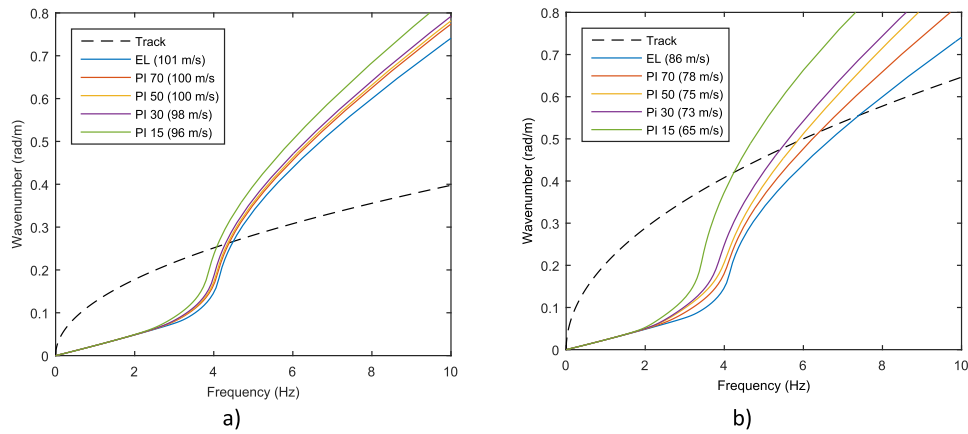 0.8
0.7
0.6
0.5
0.4
0.3
0.2
0.1
0
Wavenumber (rad/m)
Track
EL (101 m/s)
PI 70 (100 m/s)
PI 50 (100 m/s)
PI 30 (98 m/s)
PI 15 (96 m/s)
0 2 4 6 8 10
Frequency (Hz)
a)
0.8
0.7
0.6
0.5
0.4
0.3
0.2
0.1
0
Wavenumber (rad/m)
Track
EL (86 m/s)
PI 70 (78 m/s)
PI 50 (75 m/s)
Pi 30 (73 m/s)
PI 15 (65 m/s)
0 2 4 6 8 10
Frequency (Hz)
b)